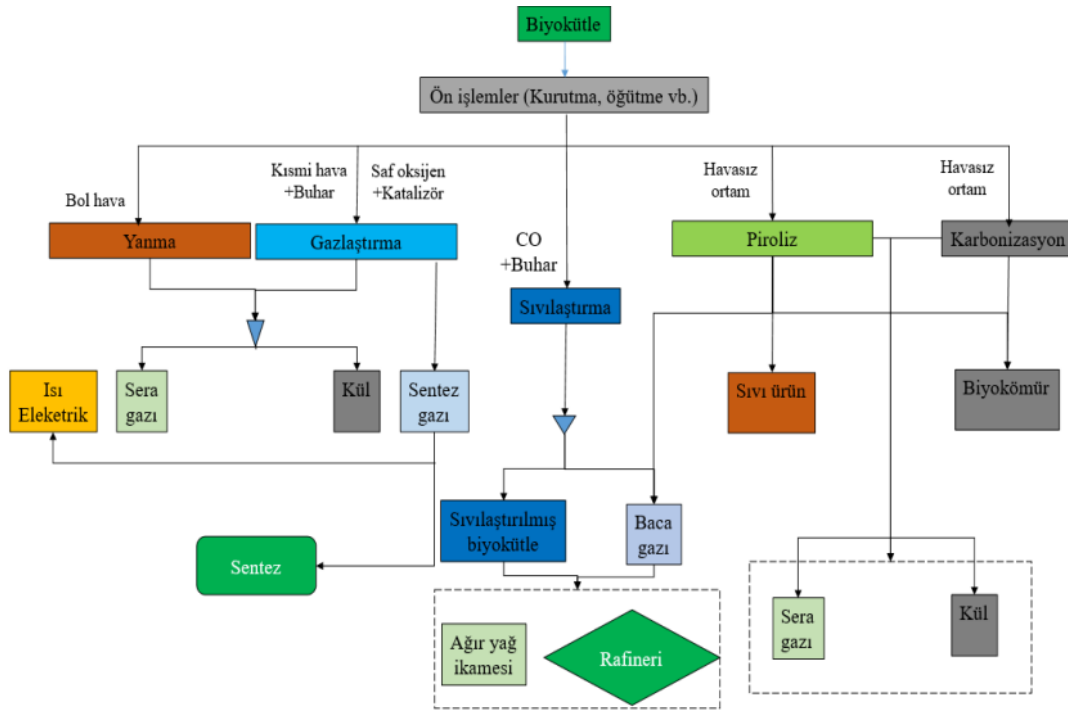 Biyokütle
Ön işlemler (Kurutma, öğütme vb.)
Bol hava
Kısmi hava
+Buhar
Saf oksijen
+Katalizör
Havasız
ortam
Havasız
ortam
Yanma
Gazlaştırma
CO
+Buhar
Piroliz
Karbonizasyon
Sıvılaştırma
Isı
Eleketrik
Sera
gazı
Kül
Sentez
gazı
Sıvı ürün
Biyokömür
Sıvılaştırılmış
biyokütle
Baca
gazı
Sentez
Ağır yağ
ikamesi
Rafineri
Sera
gazı
Kül